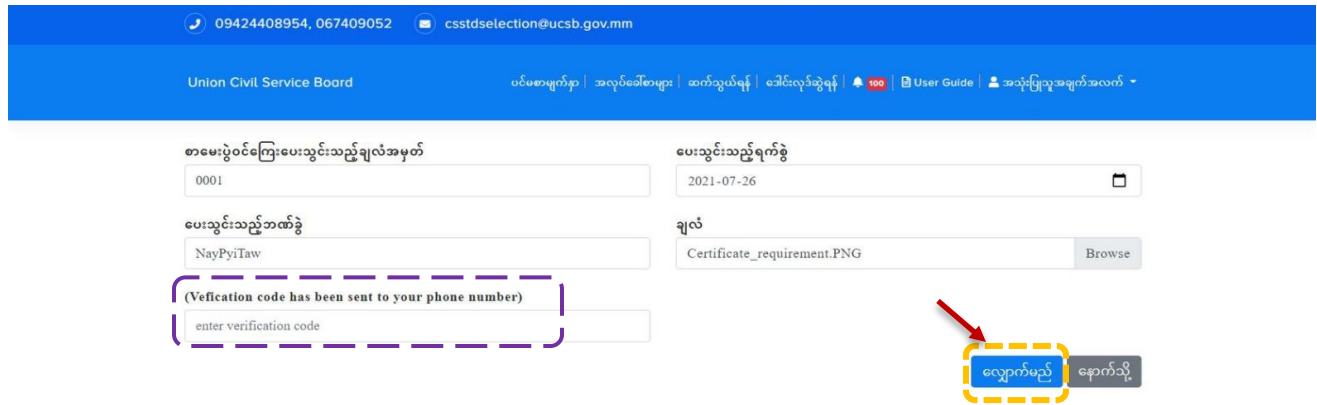 09424408954, 067409052 csstdselection@ucsb.gov.mm
Union Civil Service Board ပင်မစာမျက်နှာ အလုပ်ခေါ်စာများ ဆက်သွယ်ရန် ဒေါင်းလုဒ်ဆွဲရန် 100 User Guide အသုံးပြုသူအချက်အလက်
စာမေးပွဲဝင်ကြေးပေးသွင်းသည့်ချလံအမှတ် ပေးသွင်းသည့်ရက်စွဲ
0001 2021-07-26
ပေးသွင်းသည့်ဘဏ်ခွဲ ချလံ
NayPyiTaw Certificate_requirement.PNG Browse
(Vefication code has been sent to your phone number)
enter verification code
လျှောက်မည် နောက်သို့